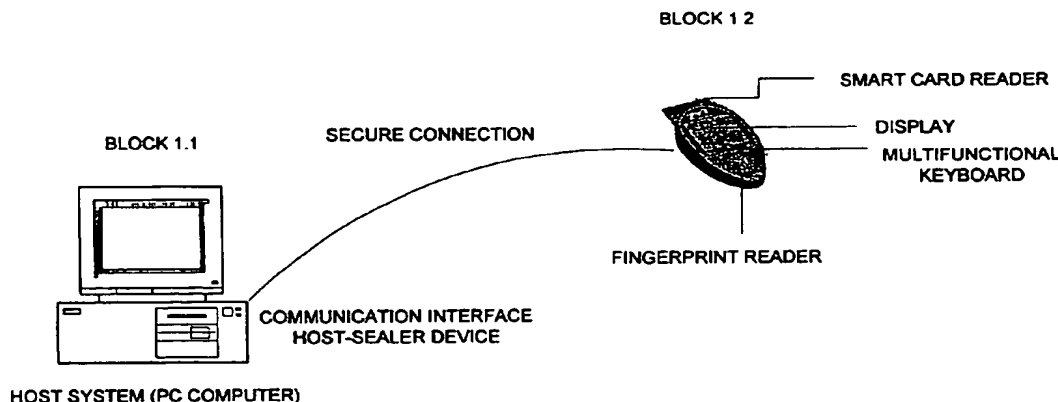 BLOCK 1 2
SMART CARD READER
BLOCK 1.1
SECURE CONNECTION
DISPLAY
MULTIFUNCTIONAL
KEYBOARD
FINGERPRINT READER
COMMUNICATION INTERFACE
HOST-SEALER DEVICE
HOST SYSTEM (PC COMPUTER)